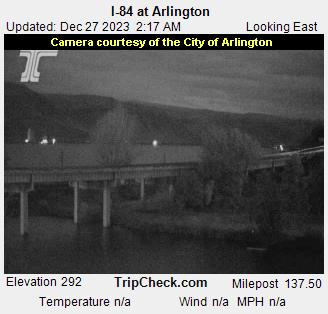 I-84 at Arlington
Updated: Dec 27 2023 2:17 AM Looking East
Camera courtesy of the City of Arlington
Elevation 292 TripCheck.com Milepost 137.50
Temperature n/a Wind n/a MPH n/a